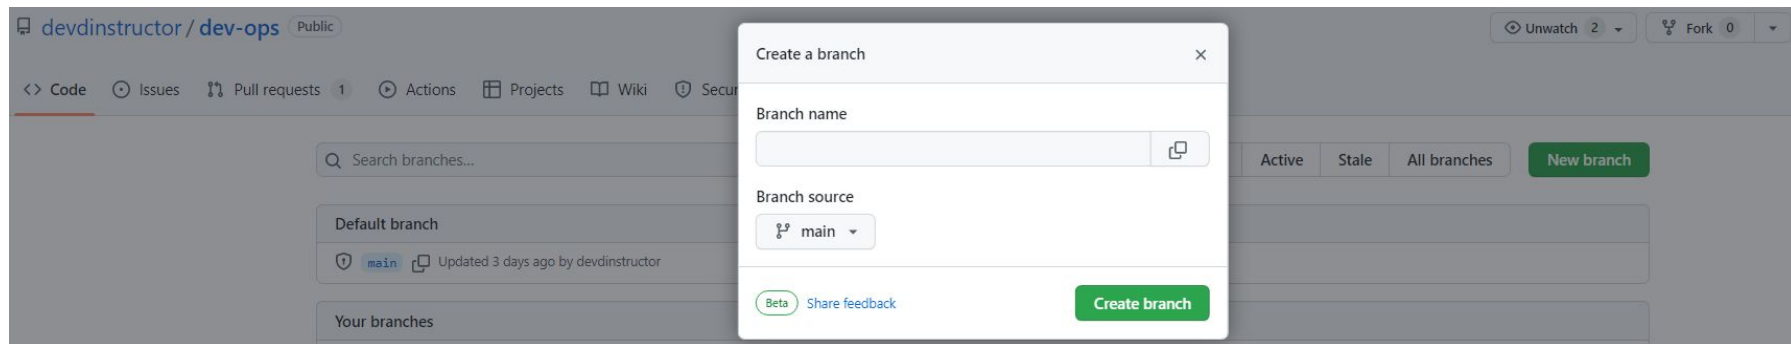 devdinstructor / dev-ops Public
Unwatch 2
Fork 0
Code Issues Pull requests 1 Actions Projects Wiki
Create a branch
Branch name
Branch source
main
Beta Share feedback
Create branch
Search branches...
Active Stale All branches New branch
Default branch
main Updated 3 days ago by devdinstructor
Your branches